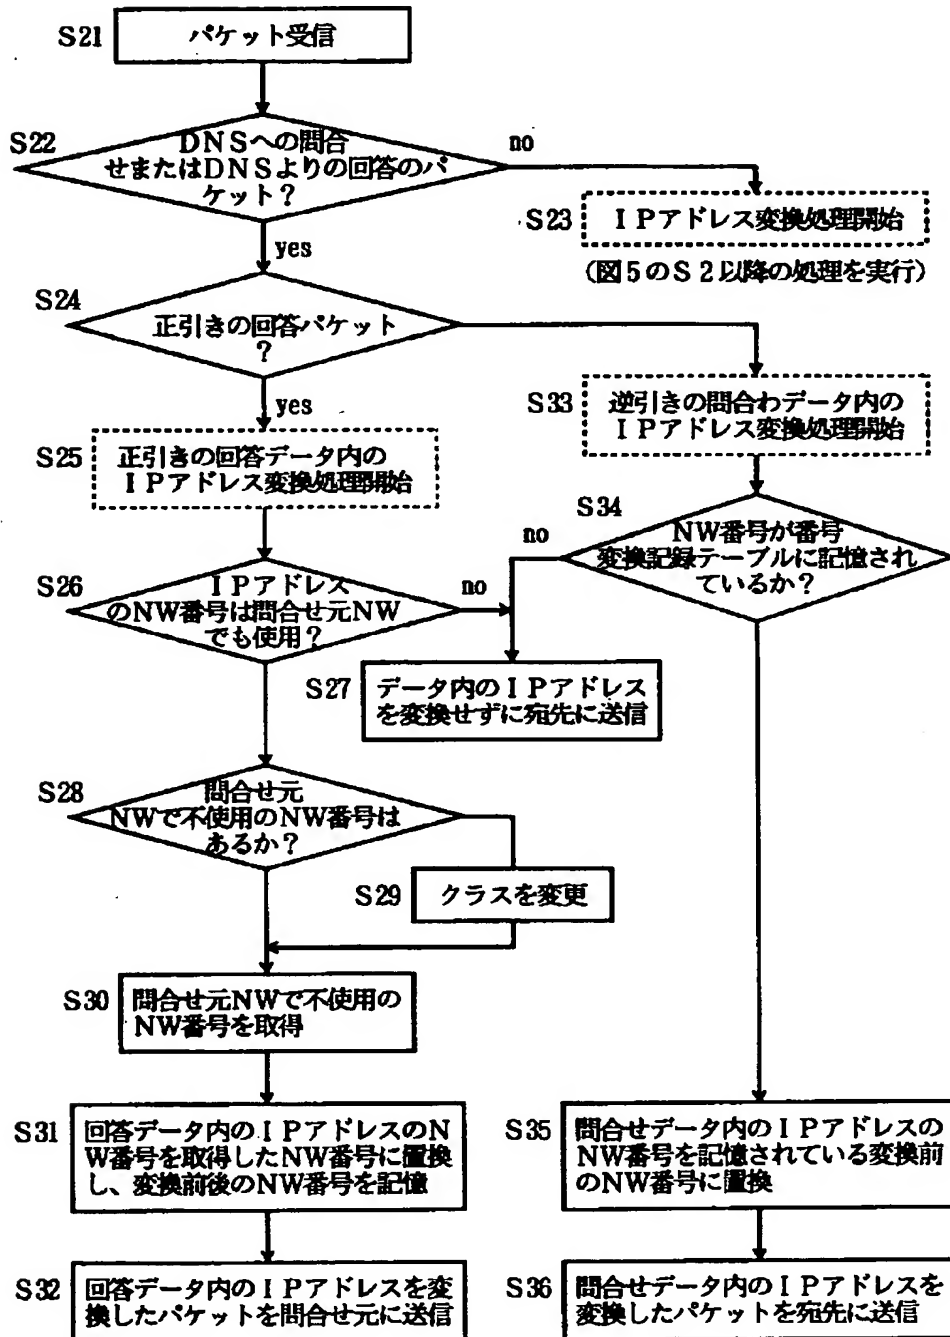 S21 パケット受信
S22
DNSへの問合
せまたはDNSよりの回答のパ
ケット？
no
yes
S23 IPアドレス変換処理開始
(図5のS2以降の処理を実行)
S24
正引きの回答パケット
？
yes
S33 逆引きの問合わデータ内の
IPアドレス変換処理開始
S25 正引きの回答データ内の
IPアドレス変換処理開始
S34
NW番号が番号
変換記録テーブルに記憶され
ているか？
no
S26
IPアドレス
のNW番号は問合せ元NW
でも使用？
no
S27 データ内のIPアドレス
を変換せずに宛先に送信
S28
問合せ元
NWで不使用のNW番号は
あるか？
S29 クラスを変更
S30 問合せ元NWで不使用の
NW番号を取得
S31 回答データ内のIPアドレスのN
W番号を取得したNW番号に置換
し、変換前後のNW番号を記憶
S35 問合せデータ内のIPアドレスの
NW番号を記憶されている変換前
のNW番号に置換
S32 回答データ内のIPアドレスを変
換したパケットを問合せ元に送信
S36 問合せデータ内のIPアドレスを
変換したパケットを宛先に送信